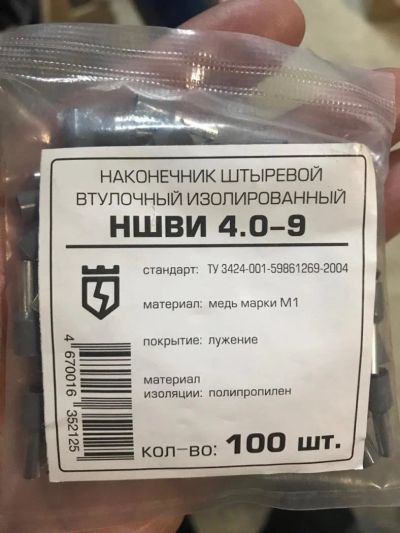 НАКОНЕЧНИК ШТЫРЕВОЙ
ВТУЛОЧНЫЙ ИЗОЛИРОВАННЫЙ
НШВИ 4.0-9
стандарт: ТУ 3424-001-59861269-2004
материал: медь марки М1
покрытие: лужение
материал
изоляции: полипропилен
кол-во: 100 шт.
4 670016 352125